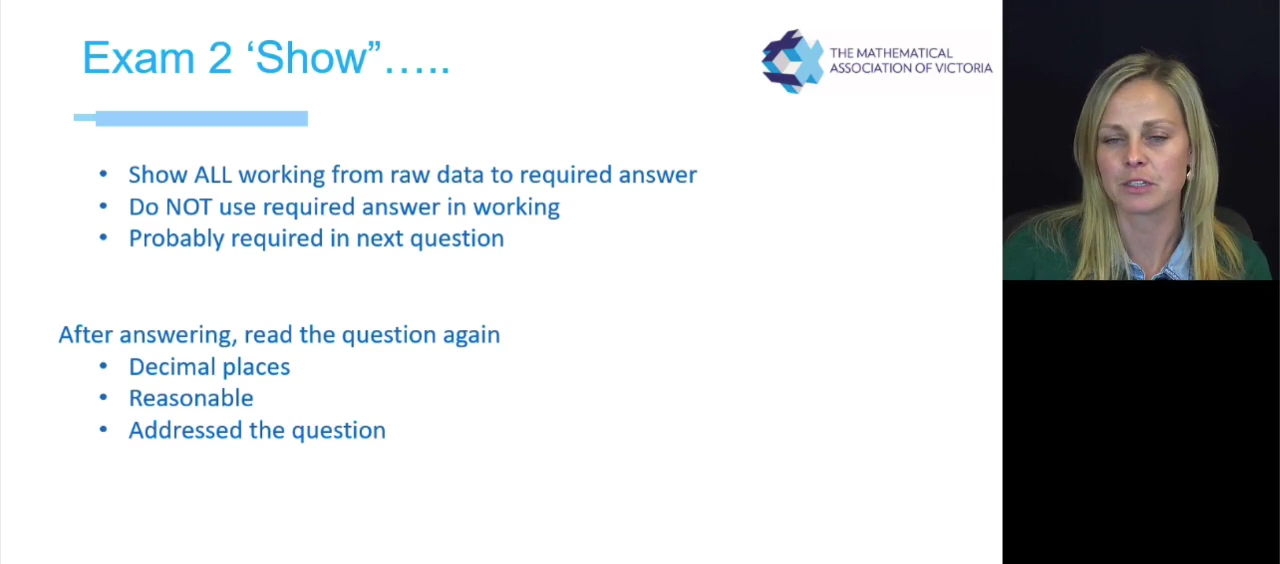 Exam 2 ‘Show”…..
THE MATHEMATICAL
ASSOCIATION OF VICTORIA
• Show ALL working from raw data to required answer
• Do NOT use required answer in working
• Probably required in next question
After answering, read the question again
• Decimal places
• Reasonable
• Addressed the question